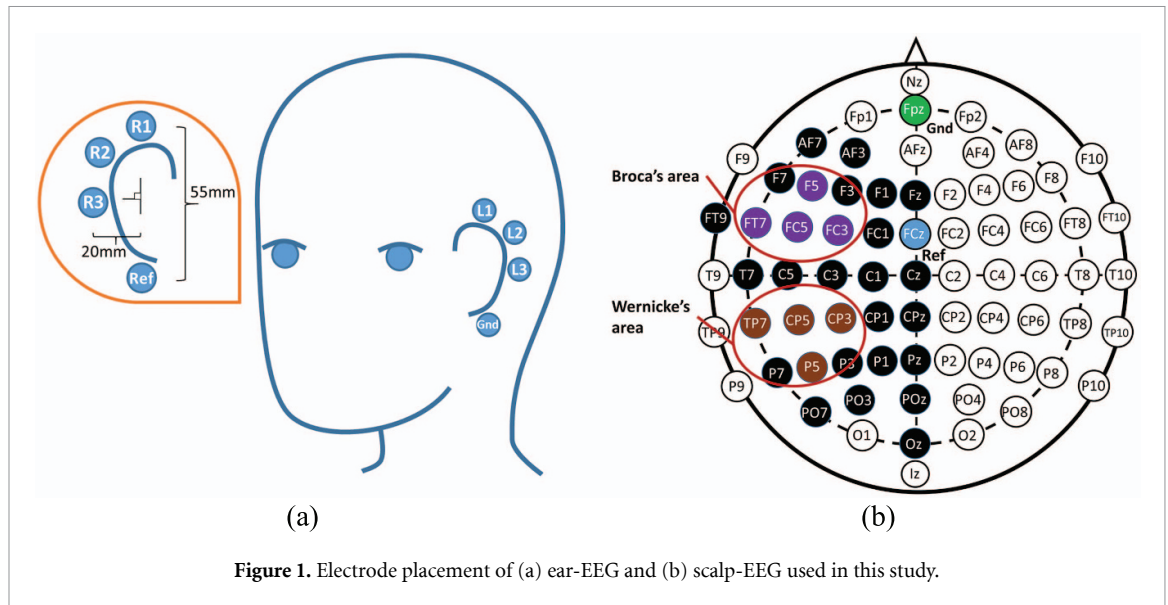 R1
R2
R3
55mm
20mm
Ref
L1
L2
L3
Gnd
(a)
Nz
Fp1 Fpz Fp2
Gnd
AF7 AF3 AFz AF4 AF8
F9 F7 F5 F3 F1 Fz F2 F4 F6 F8 F10
Broca's area
FT9 FT7 FC5 FC3 FC1 FCz FC2 FC4 FC6 FT8 FT10
Ref
T9 T7 C5 C3 C1 Cz C2 C4 C6 T8 T10
Wernicke's
area
TP9 TP7 CP5 CP3 CP1 CPz CP2 CP4 CP6 TP8 TP10
P9 P7 P5 P3 P1 Pz P2 P4 P6 P8 P10
PO7 PO3 POz PO4 PO8
O1 Oz O2
Iz
(b)
Figure 1. Electrode placement of (a) ear-EEG and (b) scalp-EEG used in this study.